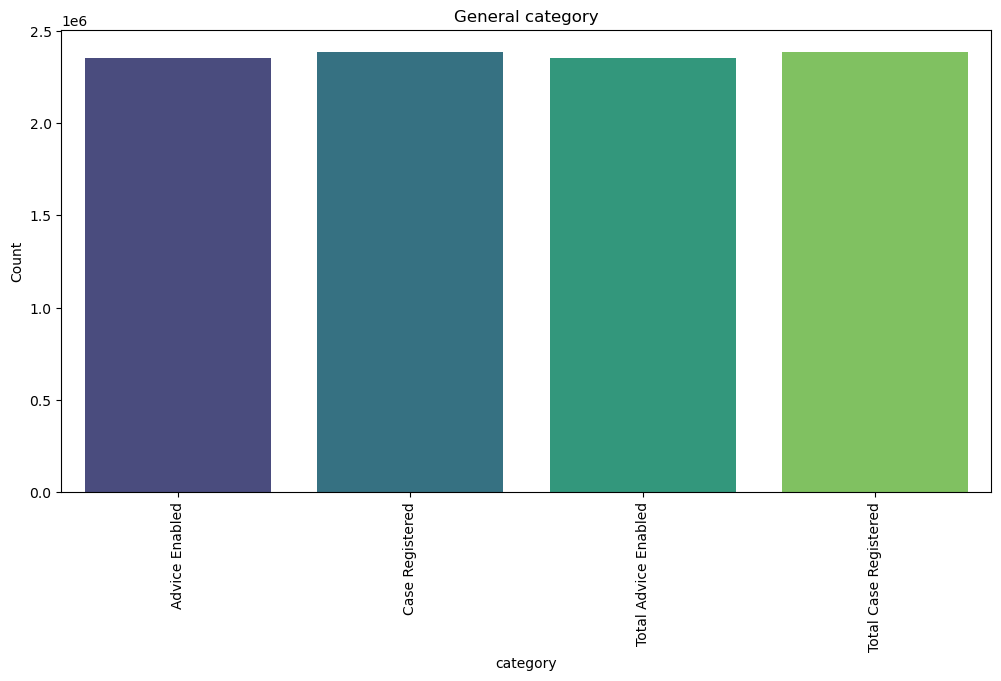 General category
1e6
2.5
2.0
1.5
1.0
0.5
0.0
Count
Advice Enabled
Case Registered
Total Advice Enabled
Total Case Registered
category